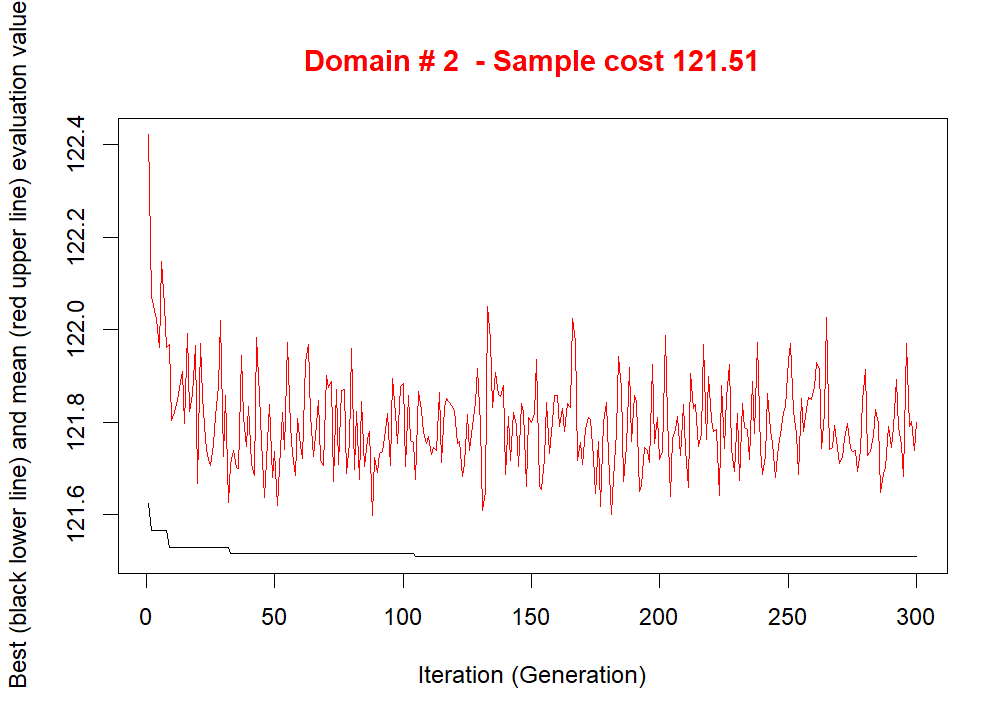 Domain # 2  - Sample cost 121.51
Best (black lower line) and mean (red upper line) evaluation value
122.4
122.2
122.0
121.8
121.6
0 50 100 150 200 250 300
Iteration (Generation)